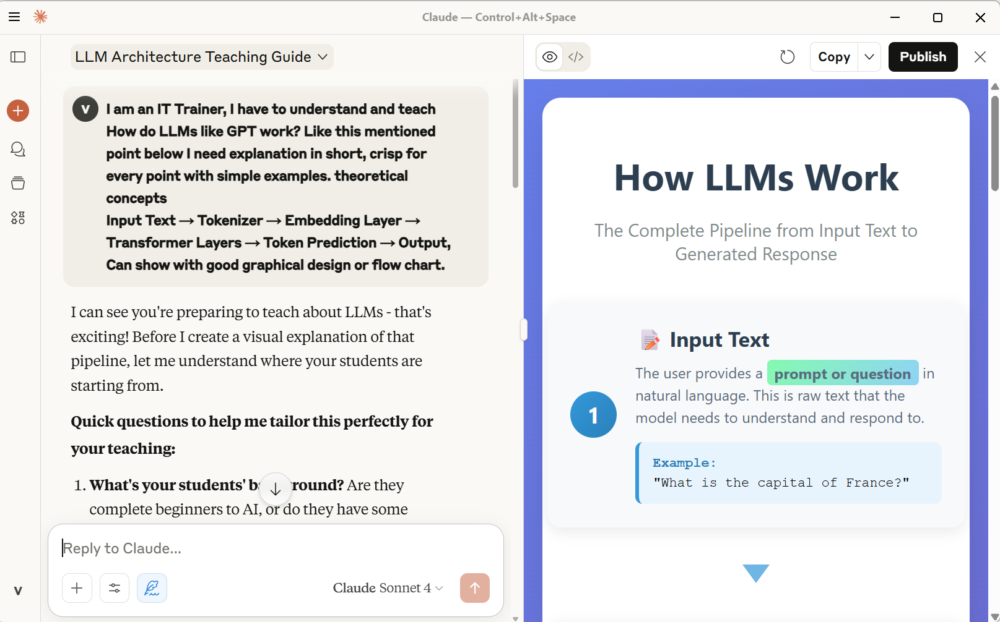 Claude — Control+Alt+Space
LLM Architecture Teaching Guide
V
I am an IT Trainer, I have to understand and teach
How do LLMs like GPT work? Like this mentioned
point below I need explanation in short, crisp for
every point with simple examples. theoretical
concepts
Input Text → Tokenizer → Embedding Layer →
Transformer Layers → Token Prediction → Output,
Can show with good graphical design or flow chart.
I can see you're preparing to teach about LLMs - that's
exciting! Before I create a visual explanation of that
pipeline, let me understand where your students are
starting from.
Quick questions to help me tailor this perfectly for
your teaching:
1. What's your students' round? Are they
complete beginners to AI, or do they have some
Reply to Claude...
Claude Sonnet 4
V
</> Copy Publish
How LLMs Work
The Complete Pipeline from Input Text to
Generated Response
1
Input Text
The user provides a prompt or question in
natural language. This is raw text that the
model needs to understand and respond to.
Example:
"What is the capital of France?"